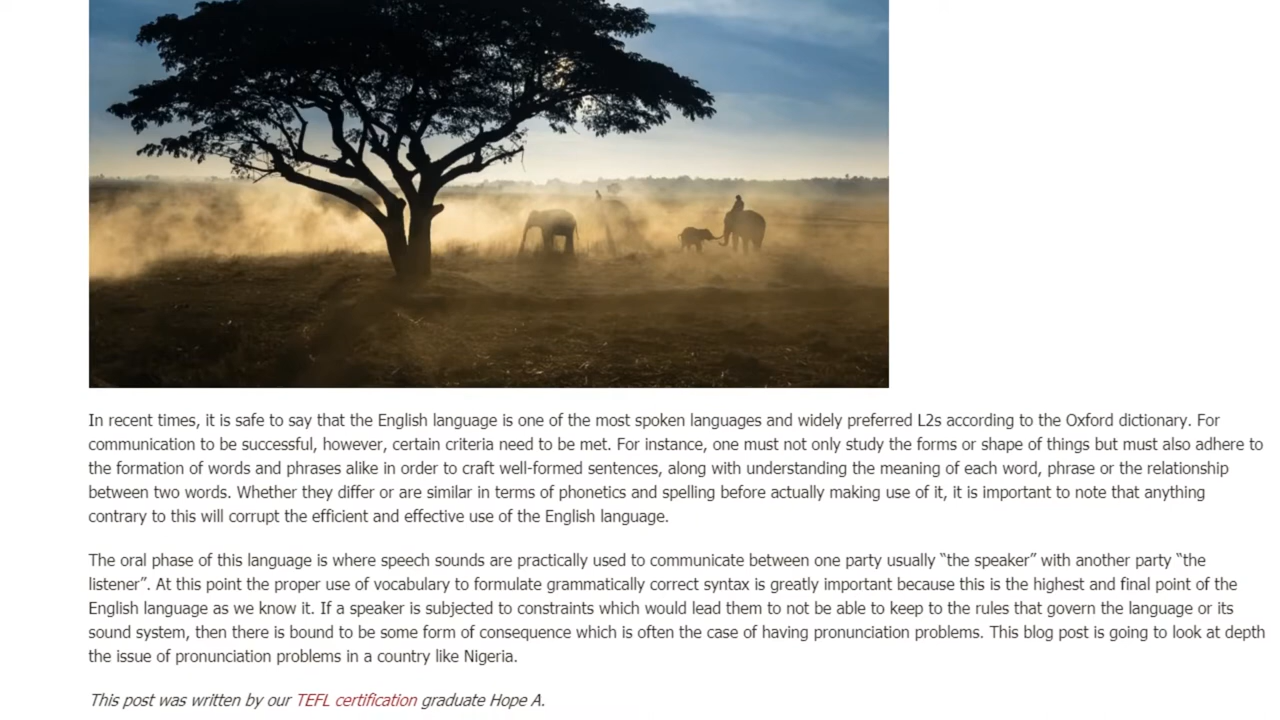 In recent times, it is safe to say that the English language is one of the most spoken languages and widely preferred L2s according to the Oxford dictionary. For
communication to be successful, however, certain criteria need to be met. For instance, one must not only study the forms or shape of things but must also adhere to
the formation of words and phrases alike in order to craft well-formed sentences, along with understanding the meaning of each word, phrase or the relationship
between two words. Whether they differ or are similar in terms of phonetics and spelling before actually making use of it, it is important to note that anything
contrary to this will corrupt the efficient and effective use of the English language.
The oral phase of this language is where speech sounds are practically used to communicate between one party usually “the speaker” with another party “the
listener”. At this point the proper use of vocabulary to formulate grammatically correct syntax is greatly important because this is the highest and final point of the
English language as we know it. If a speaker is subjected to constraints which would lead them to not be able to keep to the rules that govern the language or its
sound system, then there is bound to be some form of consequence which is often the case of having pronunciation problems. This blog post is going to look at depth
the issue of pronunciation problems in a country like Nigeria.
This post was written by our TEFL certification graduate Hope A.